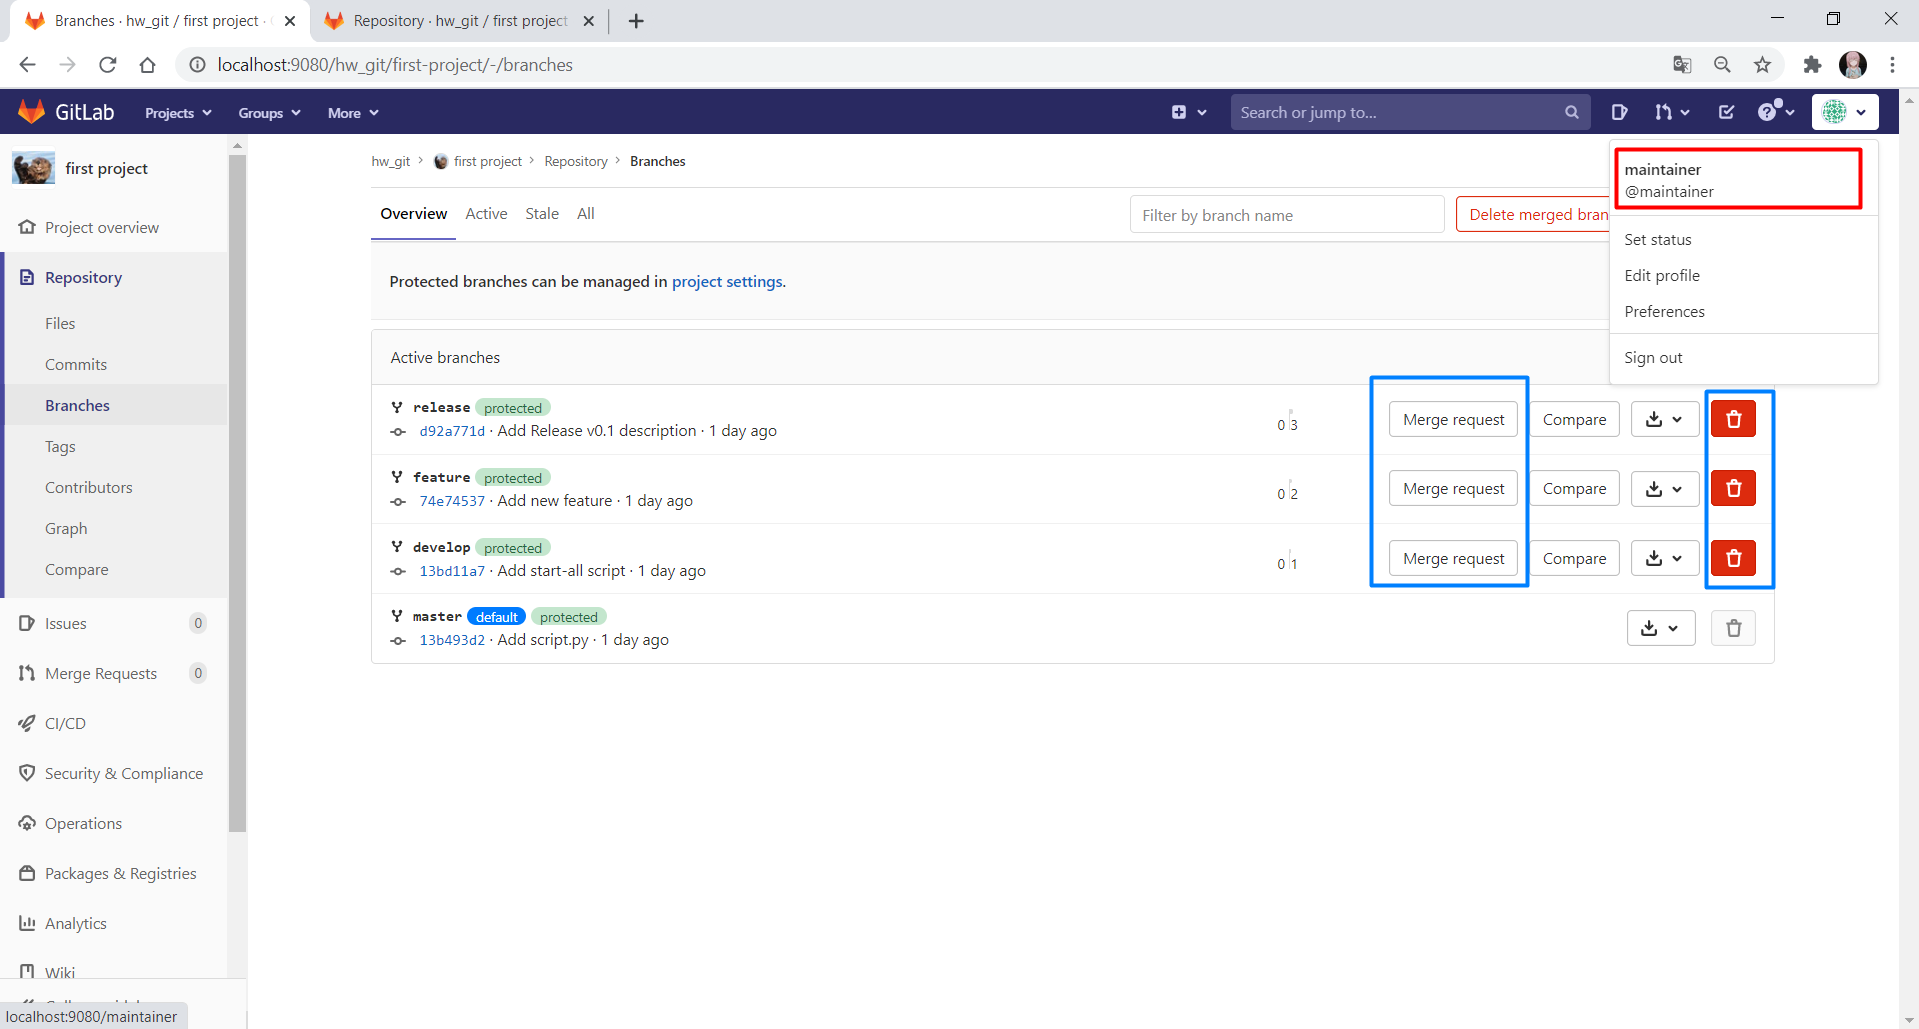 Branches · hw_git / first project ·
Repository · hw_git / first project
localhost:9080/hw_git/first-project/-/branches
GitLab
Projects
Groups
More
Search or jump to...
first project
Project overview
Repository
Files
Commits
Branches
Tags
Contributors
Graph
Compare
Issues 0
Merge Requests 0
CI/CD
Security & Compliance
Operations
Packages & Registries
Analytics
Wiki
localhost:9080/maintainer
hw_git > first project > Repository > Branches
Overview Active Stale All
Filter by branch name
Delete merged bran
Protected branches can be managed in project settings.
Active branches
release protected
d92a771d · Add Release v0.1 description · 1 day ago
0 3
Merge request Compare
feature protected
74e74537 · Add new feature · 1 day ago
0 2
Merge request Compare
develop protected
13bd11a7 · Add start-all script · 1 day ago
0 1
Merge request Compare
master default protected
13b493d2 · Add script.py · 1 day ago
maintainer
@maintainer
Set status
Edit profile
Preferences
Sign out